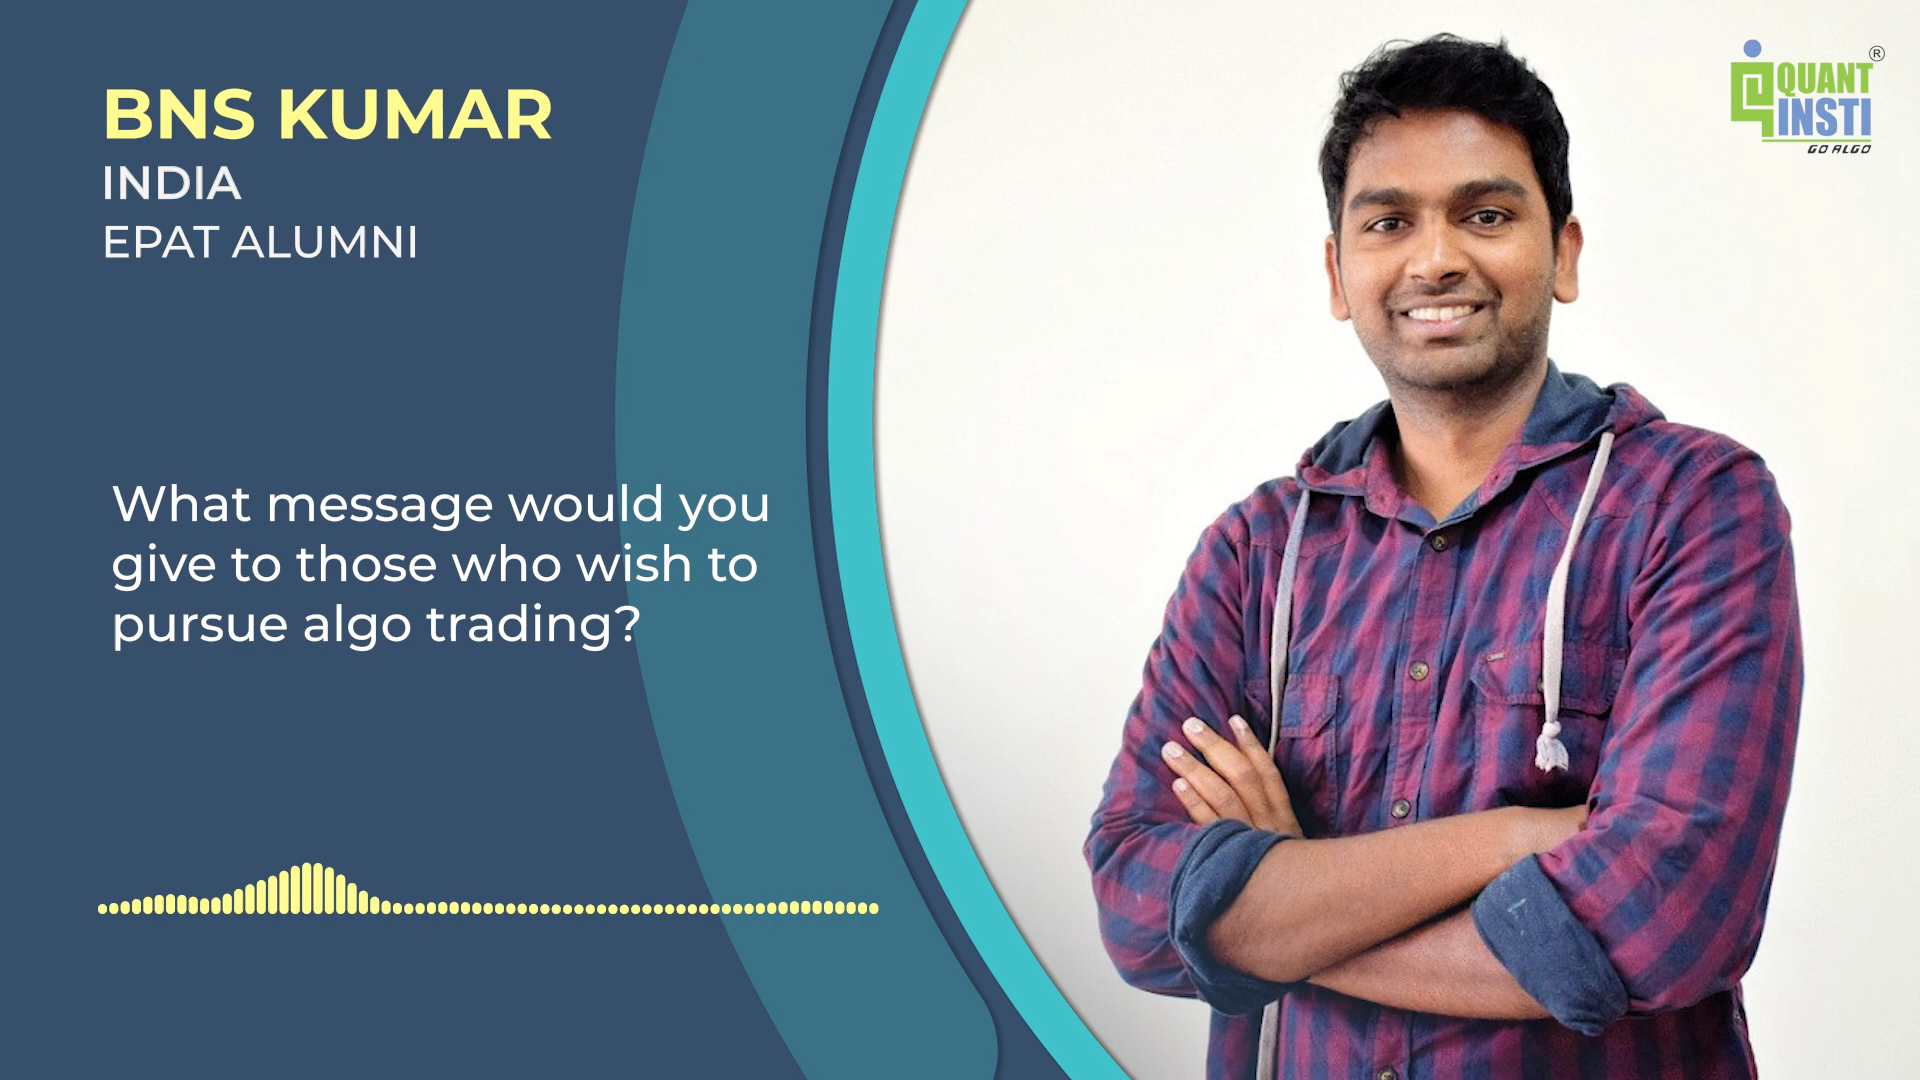 BNS KUMAR
INDIA
EPAT ALUMNI
What message would you
give to those who wish to
pursue algo trading?
QUANT
INSTI
®
GO ALGO